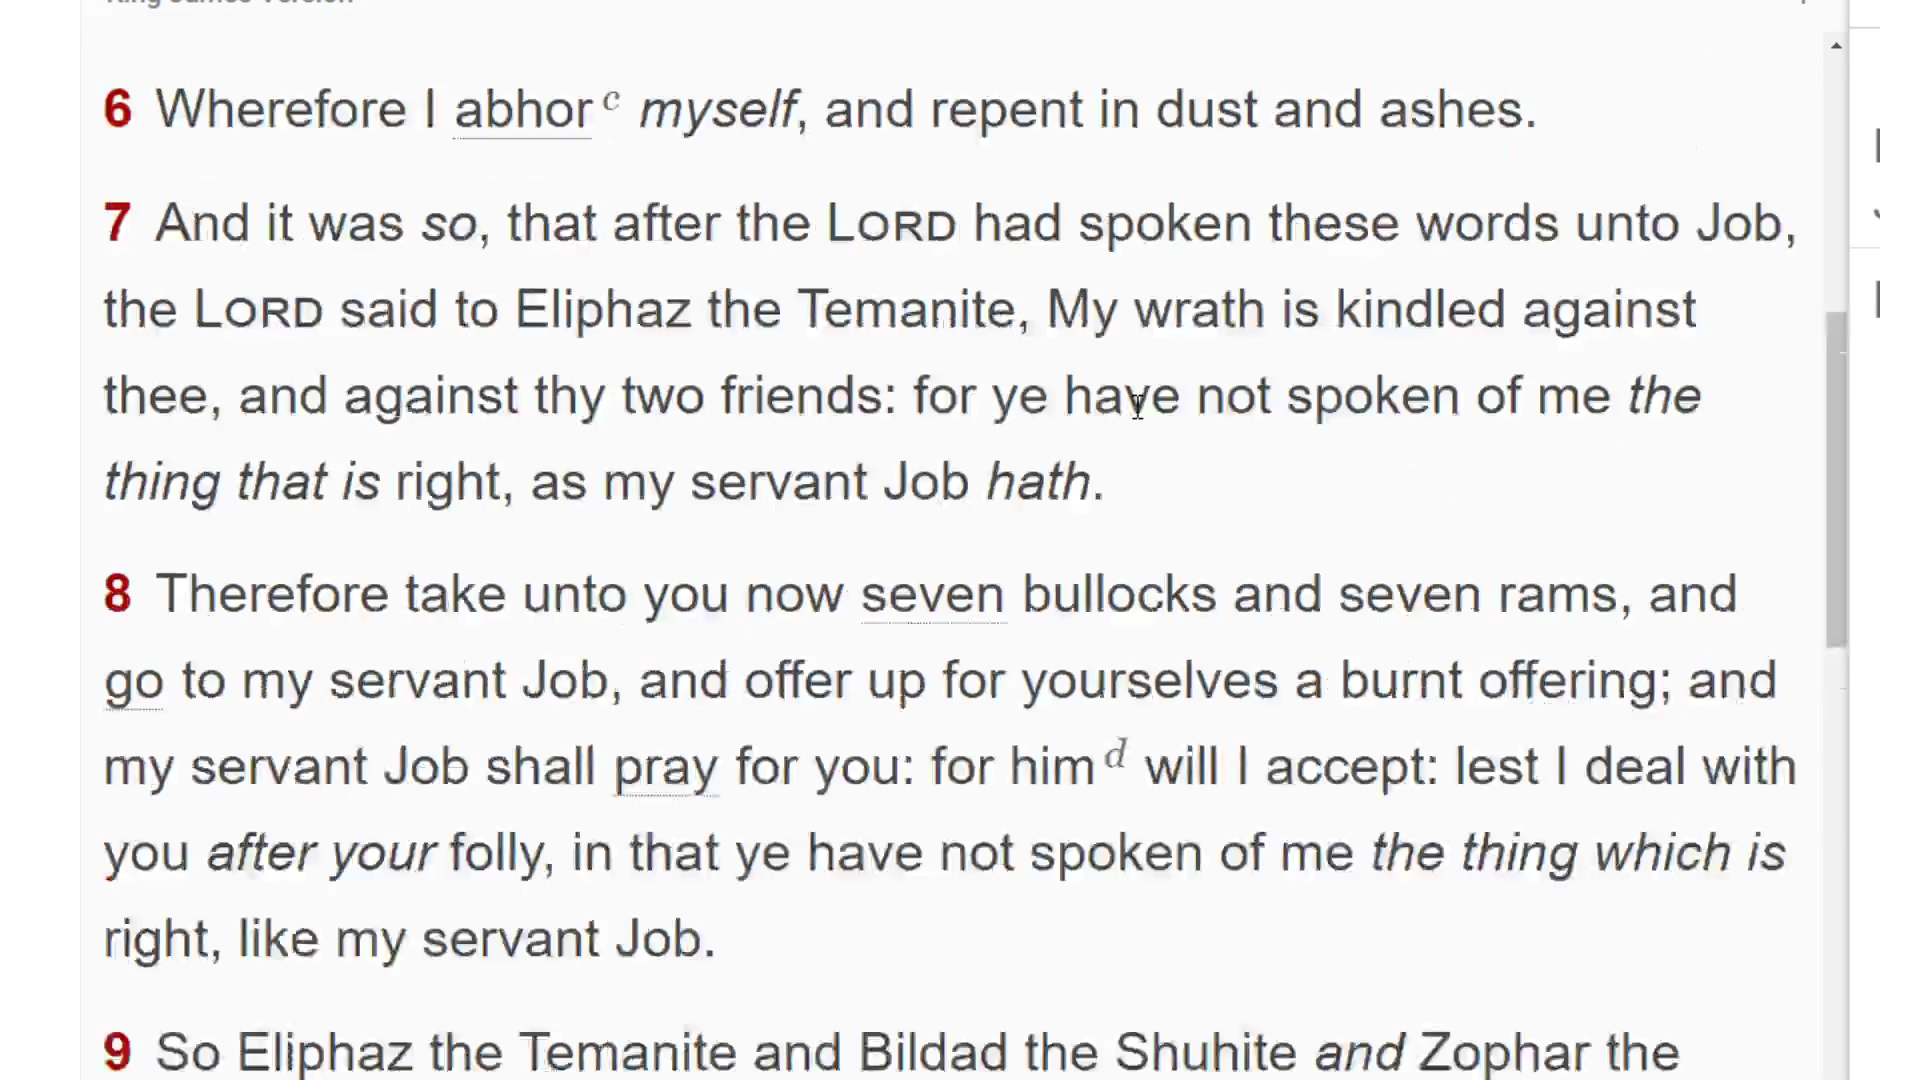 King James Version
6 Wherefore I abhor c myself, and repent in dust and ashes.
7 And it was so, that after the LORD had spoken these words unto Job,
the LORD said to Eliphaz the Temanite, My wrath is kindled against
thee, and against thy two friends: for ye have not spoken of me the
thing that is right, as my servant Job hath.
8 Therefore take unto you now seven bullocks and seven rams, and
go to my servant Job, and offer up for yourselves a burnt offering; and
my servant Job shall pray for you: for him d will I accept: lest I deal with
you after your folly, in that ye have not spoken of me the thing which is
right, like my servant Job.
9 So Eliphaz the Temanite and Bildad the Shuhite and Zophar the